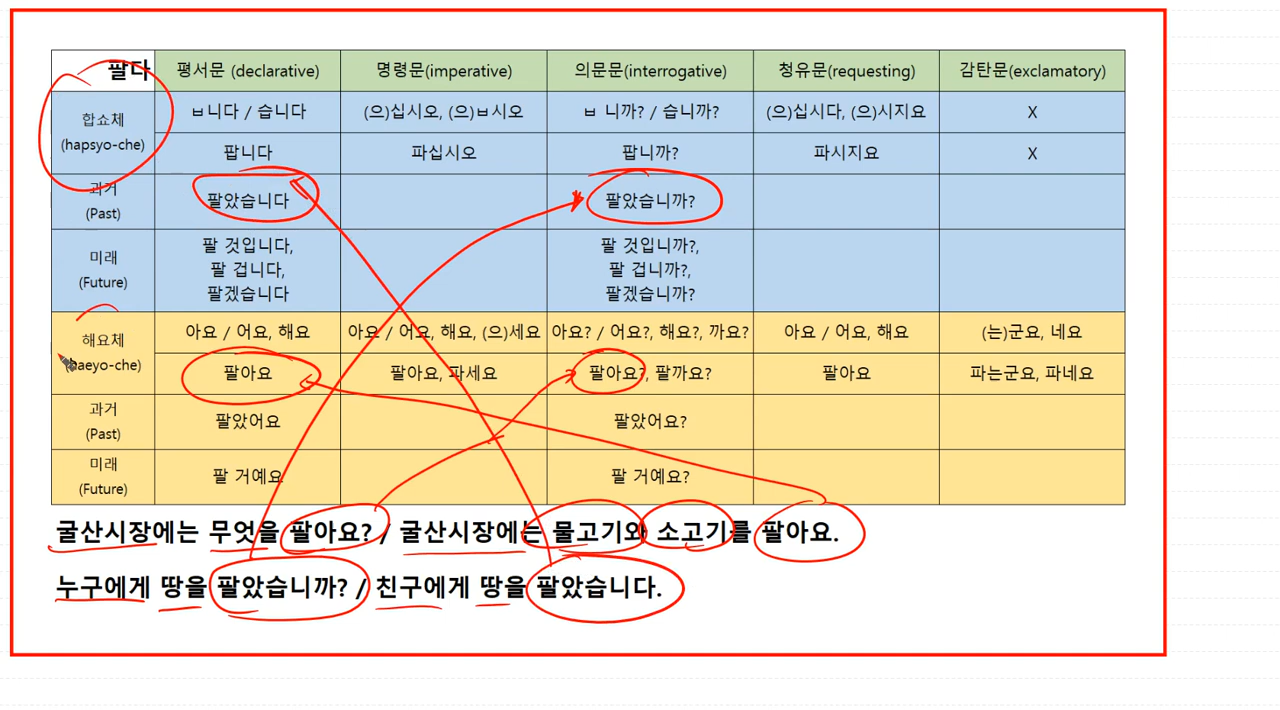 팔다 평서문 (declarative) 명령문(imperative) 의문문(interrogative) 청유문(requesting) 감탄문(exclamatory)
합쇼체 (hapsyo-che) ㅂ니다 / 습니다 (으)십시오, (으)ㅂ시오 ㅂ 니까? / 습니까? (으)십시다, (으)시지요 X
팝니다 파십시오 팝니까? 파시지요 X
과거 (Past) 팔았습니다 팔았습니까?
미래 (Future) 팔 것입니다, 팔 것입니까?,
팔 겁니다, 팔 겁니까?,
팔겠습니다 팔겠습니까?
해요체 (haeyo-che) 아요 / 어요, 해요 아요 / 어요, 해요, (으)세요 아요? / 어요?, 해요?, 까요? 아요 / 어요, 해요 (는)군요, 네요
팔아요 팔아요, 파세요 팔아요?, 팔까요? 팔아요 파는군요, 파네요
과거 (Past) 팔았어요 팔았어요?
미래 (Future) 팔 거예요 팔 거예요?
굴산시장에는 무엇을 팔아요? / 굴산시장에는 물고기와 소고기를 팔아요.
누구에게 땅을 팔았습니까? / 친구에게 땅을 팔았습니다.